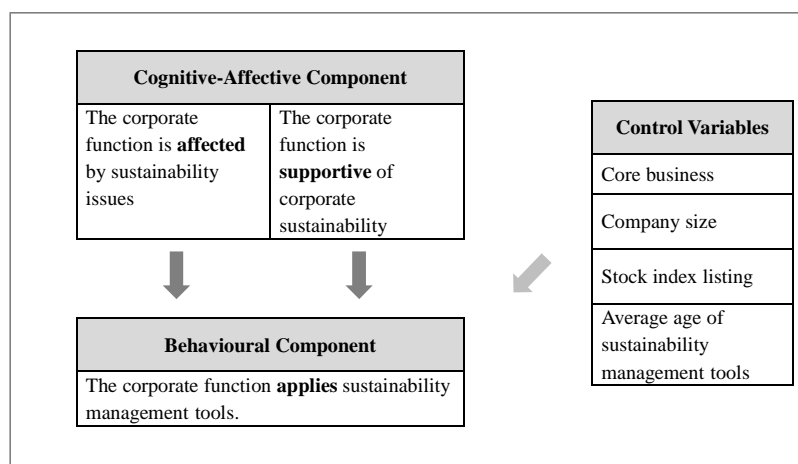 Cognitive-Affective Component
The corporate
function is affected
by sustainability
issues
The corporate
function is
supportive of
corporate
sustainability
Control Variables
Core business
Company size
Stock index listing
Average age of
sustainability
management tools
Behavioural Component
The corporate function applies sustainability
management tools.